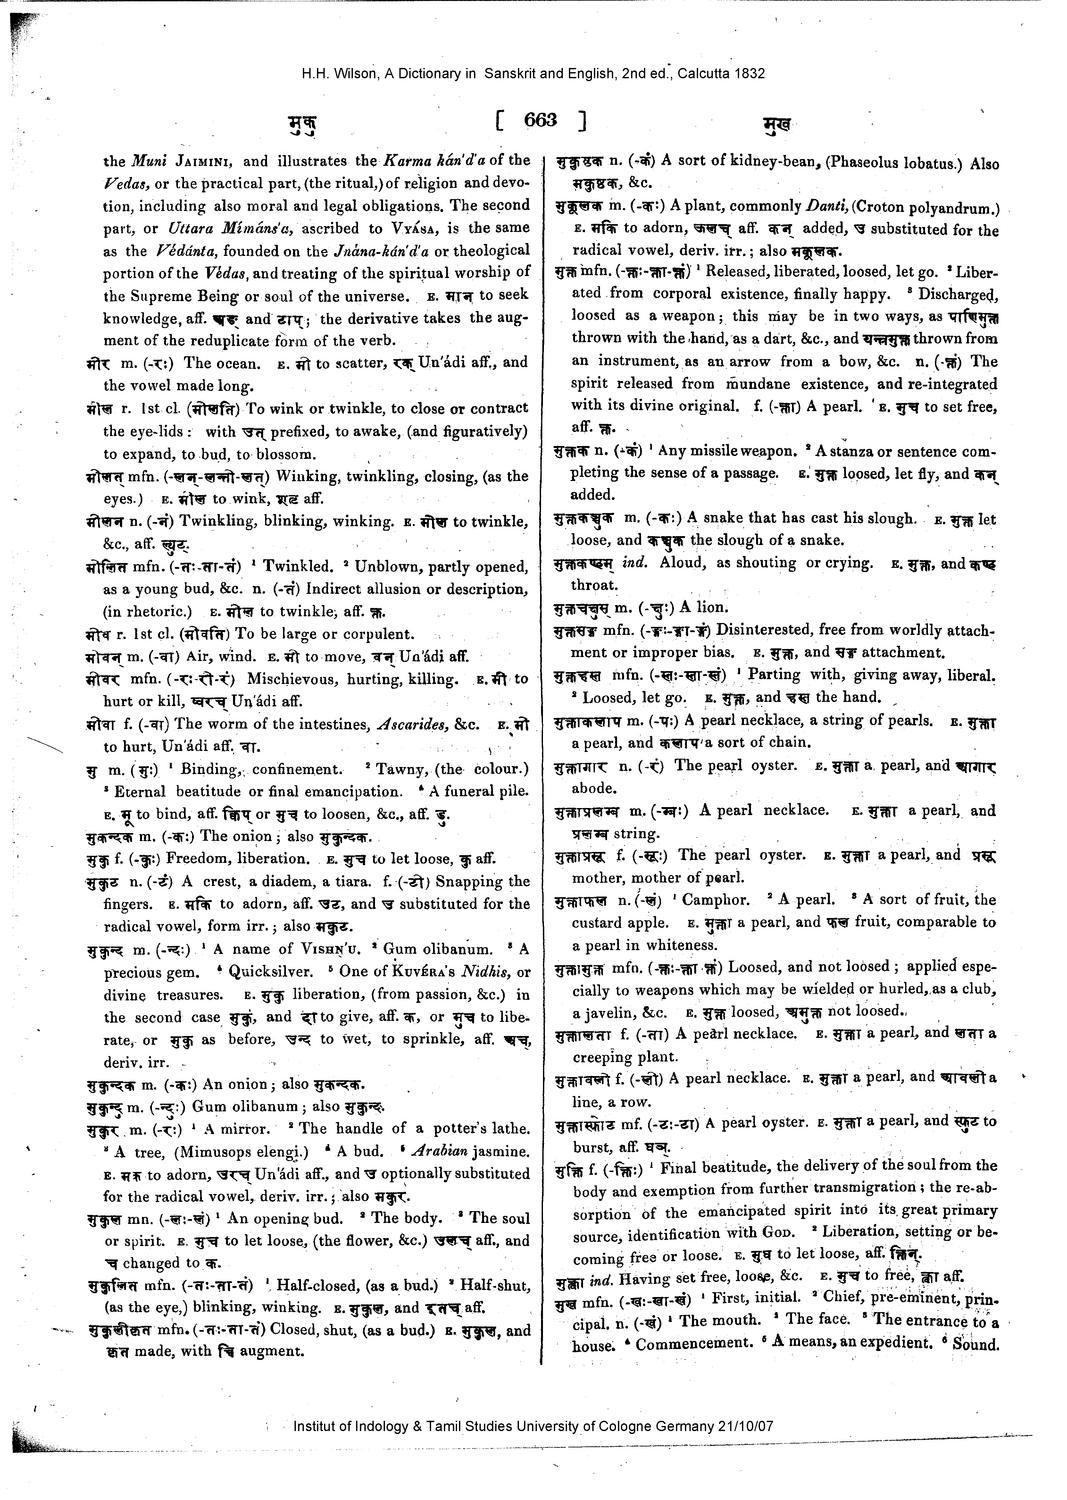 H.H. Wilson, A Dictionary in Sanskrit and English, 2nd ed., Calcutta 1832
मुकु [ 663 ] मुख
the Muni JAIMINI, and illustrates the Karma kán'd'a of the
Vedas, or the practical part, (the ritual,) of religion and devo-
tion, including also moral and legal obligations. The second
part, or Uttara Mímáns'a, ascribed to VYÁSA, is the same
as the Védánta, founded on the Jnána-kán'd'a or theological
portion of the Védas, and treating of the spiritual worship of
the Supreme Being or soul of the universe. E. मान to seek
knowledge, aff. अङ् and टाप्; the derivative takes the aug-
ment of the reduplicate form of the verb.
मीर m. (-रः) The ocean. E. मी to scatter, रक् Un'ádi aff., and
the vowel made long.
मील r. 1st cl. (मीलति) To wink or twinkle, to close or contract
the eye-lids: with उत् prefixed, to awake, (and figuratively)
to expand, to bud, to blossom.
मीलत् mfn. (-लन्-लन्ती-लत्) Winking, twinkling, closing, (as the
eyes.) E. मील to wink, शतृ aff.
मीलन n. (-नं) Twinkling, blinking, winking. E. मील to twinkle,
&c., aff. ल्युट्.
मीलित mfn. (-तः-ता-तं) ¹ Twinkled. ² Unblown, partly opened,
as a young bud, &c. n. (-तं) Indirect allusion or description,
(in rhetoric.) E. मील to twinkle, aff. क्त.
मीव r. 1st cl. (मीवति) To be large or corpulent.
मीवन् m. (-वा) Air, wind. E. मी to move, वन् Un'ádi aff.
मीवर mfn. (-रः-री-रं) Mischievous, hurting, killing. E. मी to
hurt or kill, ष्वरच् Un'ádi aff.
मीवा f. (-वा) The worm of the intestines, Ascarides, &c. E. मी
to hurt, Un'ádi aff. वा.
मु m. (मुः) ¹ Binding, confinement. ² Tawny, (the colour.)
³ Eternal beatitude or final emancipation. ⁴ A funeral pile.
E. मू to bind, aff. क्विप् or मुच to loosen, &c., aff. डु.
मुकन्दक m. (-कः) The onion; also मुकुन्दक.
मुकु f. (-कुः) Freedom, liberation. E. मुच to let loose, कु aff.
मुकुट n. (-टं) A crest, a diadem, a tiara. f. (-टी) Snapping the
fingers. E. मकि to adorn, aff. उट, and उ substituted for the
radical vowel, form irr.; also मकुट.
मुकुन्द m. (-न्दः) ¹ A name of VISHN'U. ² Gum olibanum. ³ A
precious gem. ⁴ Quicksilver. ⁵ One of KUVÉRA's Nidhis, or
divine treasures. E. मुकु liberation, (from passion, &c.) in
the second case मुकुं, and दा to give, aff. क, or मुच to libe-
rate, or मुकु as before, उन्द to wet, to sprinkle, aff. अच्,
deriv. irr.
मुकुन्दक m. (-कः) An onion; also मुकन्दक.
मुकुन्दु m. (-न्दुः) Gum olibanum; also मुकुन्द.
मुकुर m. (-रः) ¹ A mirror. ² The handle of a potter's lathe.
³ A tree, (Mimusops elengi.) ⁴ A bud. ⁵ Arabian jasmine.
E. मक to adorn, उरच् Un'ádi aff., and उ optionally substituted
for the radical vowel, deriv. irr.; also मकुर.
मुकुल mn. (-लः-लं) ¹ An opening bud. ² The body. ³ The soul
or spirit. E. मुच to let loose, (the flower, &c.) उलच् aff., and
च changed to क.
मुकुलित mfn. (-तः-ता-तं) ¹ Half-closed, (as a bud.) ² Half-shut,
(as the eye,) blinking, winking. E. मुकुल, and इतच् aff.
मुकुलीकृत mfn. (-तः-ता-तं) Closed, shut, (as a bud.) E. मुकुल, and
कृत made, with च्वि augment.
मुकुष्ठक n. (-कं) A sort of kidney-bean, (Phaseolus lobatus.) Also
मकुष्ठक, &c.
मुकूलक m. (-कः) A plant, commonly Danti, (Croton polyandrum.)
E. मकि to adorn, ऊलच् aff. कन् added, उ substituted for the
radical vowel, deriv. irr.; also मकूलक.
मुक्त mfn. (-क्तः-क्ता-क्तं) ¹ Released, liberated, loosed, let go. ² Liber-
ated from corporal existence, finally happy. ³ Discharged,
loosed as a weapon; this may be in two ways, as पाणिमुक्त
thrown with the hand, as a dart, &c., and यन्त्रमुक्त thrown from
an instrument, as an arrow from a bow, &c. n. (-क्तं) The
spirit released from mundane existence, and re-integrated
with its divine original. f. (-क्ता) A pearl. E. मुच to set free,
aff. क्त.
मुक्तक n. (-कं) ¹ Any missile weapon. ² A stanza or sentence com-
pleting the sense of a passage. E. मुक्त loosed, let fly, and कन्
added.
मुक्तकञ्चुक m. (-कः) A snake that has cast his slough. E. मुक्त let
loose, and कञ्चुक the slough of a snake.
मुक्तकण्ठम् ind. Aloud, as shouting or crying. E. मुक्त, and कण्ठ
throat.
मुक्तचक्षुस् m. (-क्षुः) A lion.
मुक्तसङ्ग mfn. (-ङ्गः-ङ्गा-ङ्गं) Disinterested, free from worldly attach-
ment or improper bias. E. मुक्त, and सङ्ग attachment.
मुक्तहस्त mfn. (-स्तः-स्ता-स्तं) ¹ Parting with, giving away, liberal.
² Loosed, let go. E. मुक्त, and हस्त the hand.
मुक्ताकलाप m. (-पः) A pearl necklace, a string of pearls. E. मुक्ता
a pearl, and कलाप a sort of chain.
मुक्तागार n. (-रं) The pearl oyster. E. मुक्ता a pearl, and आगार
abode.
मुक्ताप्रलम्ब m. (-म्बः) A pearl necklace. E. मुक्ता a pearl, and
प्रलम्ब string.
मुक्ताप्रसू f. (-सूः) The pearl oyster. E. मुक्ता a pearl, and प्रसू
mother, mother of pearl.
मुक्ताफल n. (-लं) ¹ Camphor. ² A pearl. ³ A sort of fruit, the
custard apple. E. मुक्ता a pearl, and फल fruit, comparable to
a pearl in whiteness.
मुक्तामुक्त mfn. (-क्तः-क्ता-क्तं) Loosed, and not loosed; applied espe-
cially to weapons which may be wielded or hurled, as a club,
a javelin, &c. E. मुक्त loosed, अमुक्त not loosed.
मुक्तालता f. (-ता) A pearl necklace. E. मुक्ता a pearl, and लता a
creeping plant.
मुक्तावली f. (-ली) A pearl necklace. E. मुक्ता a pearl, and आवली a
line, a row.
मुक्तास्फोट mf. (-टः-टा) A pearl oyster. E. मुक्ता a pearl, and स्फुट to
burst, aff. घञ्.
मुक्ति f. (-क्तिः) ¹ Final beatitude, the delivery of the soul from the
body and exemption from further transmigration; the re-ab-
sorption of the emancipated spirit into its great primary
source, identification with GOD. ² Liberation, setting or be-
coming free or loose. E. मुच to let loose, aff. क्तिन्.
मुक्त्वा ind. Having set free, loose, &c. E. मुच to free, क्त्वा aff.
मुख mfn. (-खः-खा-खं) ¹ First, initial. ² Chief, pre-eminent, prin-
cipal. n. (-खं) ¹ The mouth. ² The face. ³ The entrance to a
house. ⁴ Commencement. ⁵ A means, an expedient. ⁶ Sound.
Institut of Indology & Tamil Studies University of Cologne Germany 21/10/07